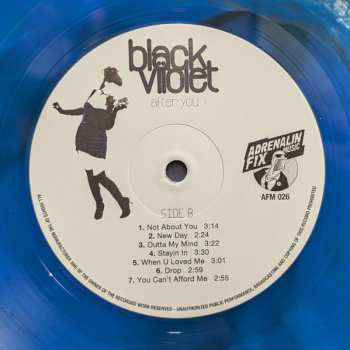 black
viiolet
after you
ADRENALIN
FIX
MUSIC
AFM 026
SIDE B
1. Not About You 3:14
2. New Day 2:24
3. Outta My Mind 3:22
4. Stayin In 3:51
5. When U Loved Me 3:01
6. Drop 2:59
7. You Can't Afford Me 2:55
ALL RIGHTS OF THE MANUFACTURER AND OF THE OWNER OF THE RECORDED WORK RESERVED - UNAUTHORIZED PUBLIC PERFORMANCE, BROADCASTING AND COPYING OF THIS RECORD PROHIBITED